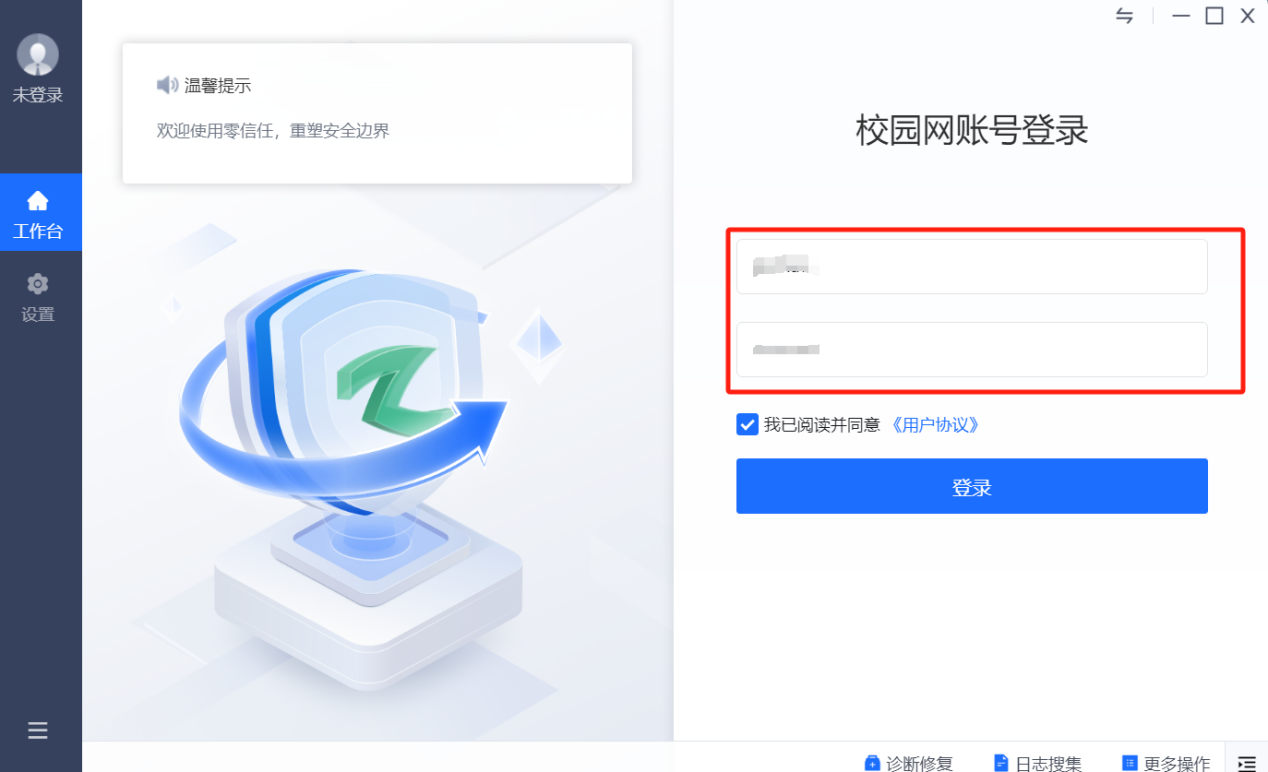 未登录
工作台
设置
温馨提示
欢迎使用零信任，重塑安全边界
校园网账号登录
我已阅读并同意 《用户协议》
登录
诊断修复 日志搜集 更多操作